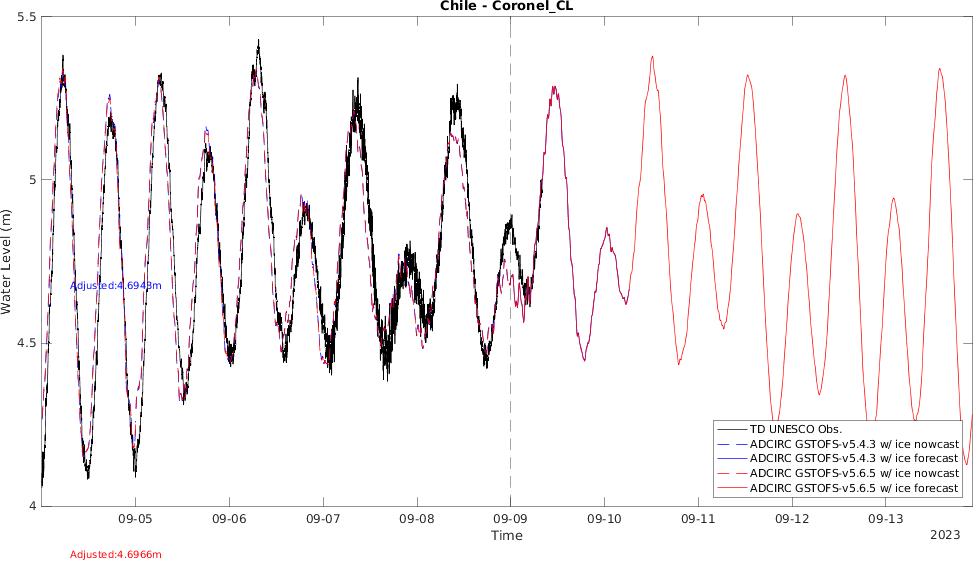 Chile - Coronel_CL
5.5
5
4.5
4
Water Level (m)
Adjusted:4.6943m
TD UNESCO Obs.
ADCIRC GSTOFS-v5.4.3 w/ ice nowcast
ADCIRC GSTOFS-v5.4.3 w/ ice forecast
ADCIRC GSTOFS-v5.6.5 w/ ice nowcast
ADCIRC GSTOFS-v5.6.5 w/ ice forecast
09-05 09-06 09-07 09-08 09-09 09-10 09-11 09-12 09-13
Time
2023
Adjusted:4.6966m